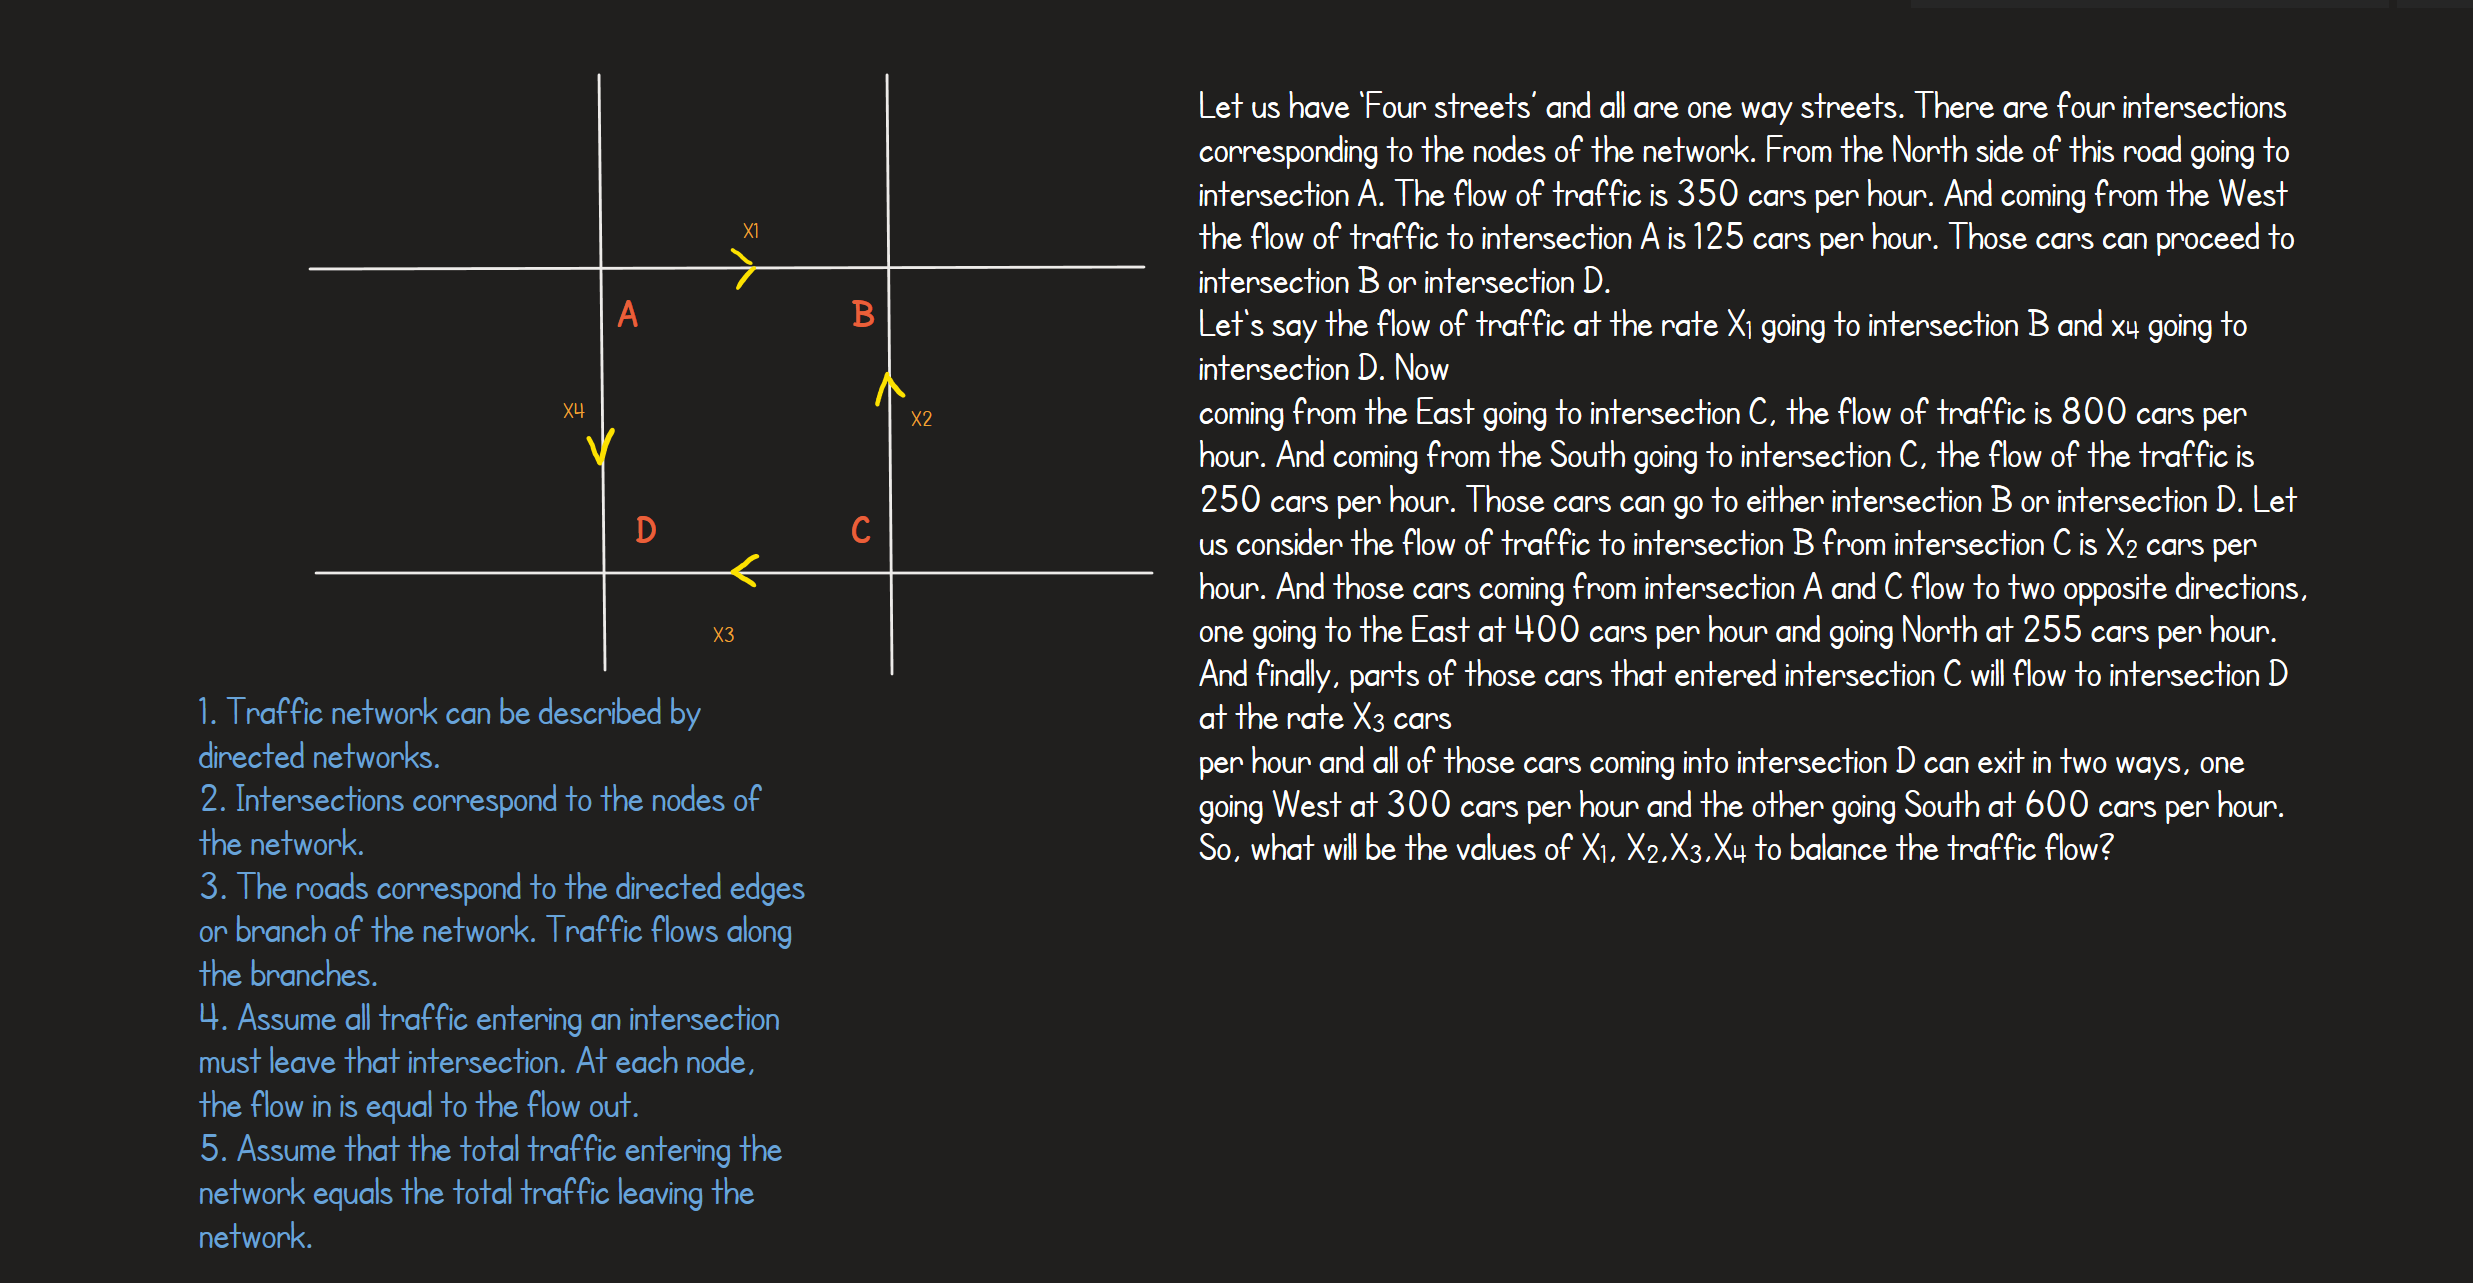 X1
A
B
X4
X2
D
C
X3
1. Traffic network can be described by
directed networks.
2. Intersections correspond to the nodes of
the network.
3. The roads correspond to the directed edges
or branch of the network. Traffic flows along
the branches.
4. Assume all traffic entering an intersection
must leave that intersection. At each node,
the flow in is equal to the flow out.
5. Assume that the total traffic entering the
network equals the total traffic leaving the
network.
Let us have 'Four streets' and all are one way streets. There are four intersections
corresponding to the nodes of the network. From the North side of this road going to
intersection A. The flow of traffic is 350 cars per hour. And coming from the West
the flow of traffic to intersection A is 125 cars per hour. Those cars can proceed to
intersection B or intersection D.
Let's say the flow of traffic at the rate X1 going to intersection B and x4 going to
intersection D. Now
coming from the East going to intersection C, the flow of traffic is 800 cars per
hour. And coming from the South going to intersection C, the flow of the traffic is
250 cars per hour. Those cars can go to either intersection B or intersection D. Let
us consider the flow of traffic to intersection B from intersection C is X2 cars per
hour. And those cars coming from intersection A and C flow to two opposite directions,
one going to the East at 400 cars per hour and going North at 255 cars per hour.
And finally, parts of those cars that entered intersection C will flow to intersection D
at the rate X3 cars
per hour and all of those cars coming into intersection D can exit in two ways, one
going West at 300 cars per hour and the other going South at 600 cars per hour.
So, what will be the values of X1, X2,X3,X4 to balance the traffic flow?